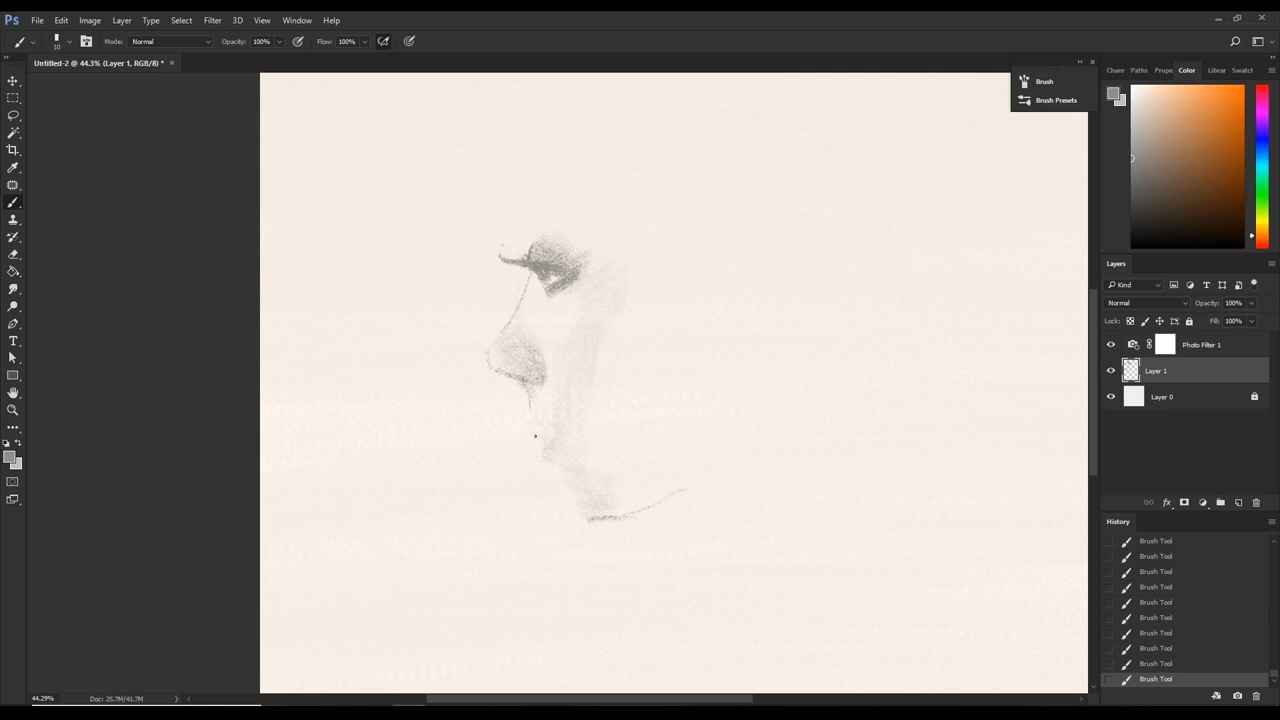 Ps File Edit Image Layer Type Select Filter 3D View Window Help
10 Mode: Normal Opacity: 100% Flow: 100%
Untitled-2 @ 44.3% (Layer 1, RGB/8) * ×
Brush
Brush Presets
Chanr Paths Prope Color Librar Swatcl
Layers
Kind
Normal Opacity: 100%
Lock: Fill: 100%
Photo Filter 1
Layer 1
Layer 0
fx
History
Brush Tool
Brush Tool
Brush Tool
Brush Tool
Brush Tool
Brush Tool
Brush Tool
Brush Tool
Brush Tool
Brush Tool
44.29% Doc: 25.7M/41.7M